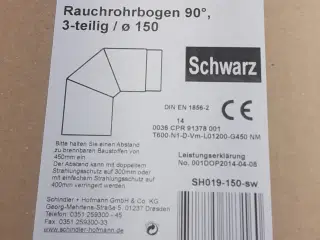 Rauchrohrbogen 90°,
3-teilig / ø 150
Schwarz
DIN EN 1856-2
14
0036 CPR 91378 001
T600-N1-D-Vm-L01200-G450 NM
Bitte halten Sie einen Abstand
zu brennbaren Baustoffen von
450mm ein.
Der Abstand kann mit doppeltem
Strahlungsschutz auf 300mm oder
mit einfachem Strahlungsschutz auf
400mm verringert werden.
Leistungserklärung
No. 001DOP2014-04-08
Schindler + Hofmann GmbH & Co. KG
Georg-Mehrtens-Straße 5, 01237 Dresden
Telefon: 0351 259300 - 45
Fax: 0351 259300 - 44
www.schindler-hofmann.de
SH019-150-sw